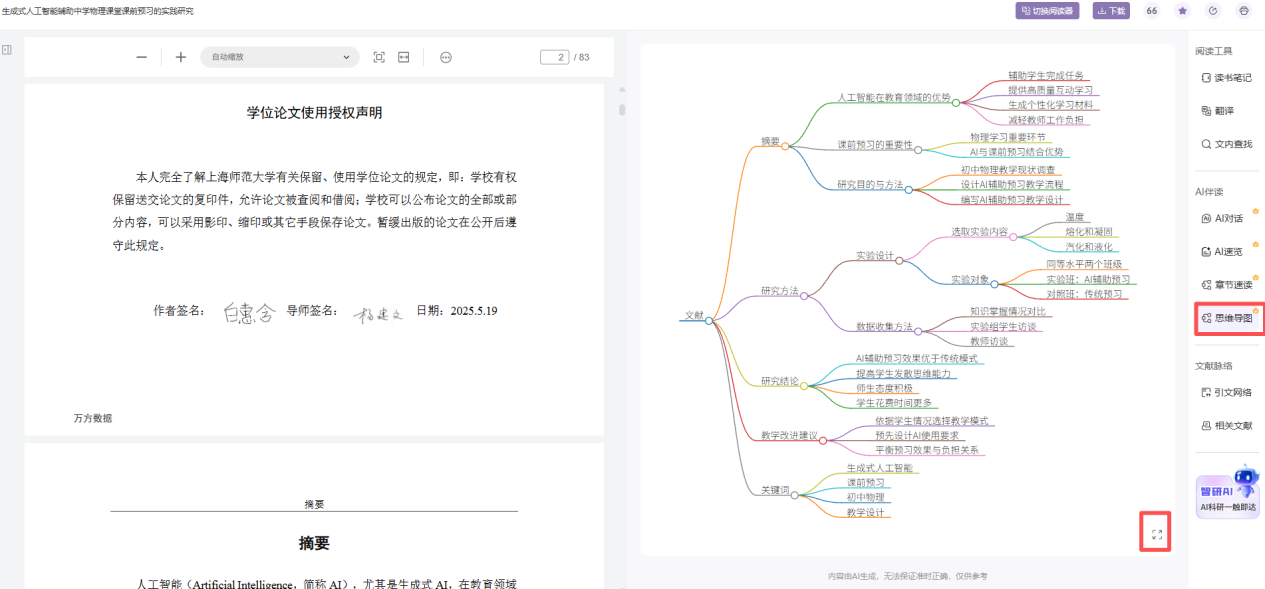 生成式人工智能辅助中学物理课堂课前预习的实践研究
切换阅读器
下载
66
自动缩放
2 / 83
学位论文使用授权声明
本人完全了解上海师范大学有关保留、使用学位论文的规定，即：学校有权
保留送交论文的复印件，允许论文被查阅和借阅；学校可以公布论文的全部或部
分内容，可以采用影印、缩印或其它手段保存论文。暂缓出版的论文在公开后遵
守此规定。
作者签名： 导师签名： 杨建文 日期：2025.5.19
万方数据
摘要
摘要
人工智能（Artificial Intelligence，简称 AI），尤其是生成式 AI，在教育领域
文献
摘要
人工智能在教育领域的优势
辅助学生完成任务
提供高质量互动学习
生成个性化学习材料
减轻教师工作负担
课前预习的重要性
物理学习重要环节
AI与课前预习结合优势
研究目的与方法
初中物理教学现状调查
设计AI辅助预习教学流程
编写AI辅助预习教学设计
研究方法
实验设计
选取实验内容
温度
熔化和凝固
汽化和液化
实验对象
同等水平两个班级
实验班：AI辅助预习
对照班：传统预习
数据收集方法
知识掌握情况对比
实验组学生访谈
教师访谈
研究结论
AI辅助预习效果优于传统模式
提高学生发散思维能力
师生态度积极
学生花费时间更多
教学改进建议
依据学生情况选择教学模式
预先设计AI使用要求
平衡预习效果与负担关系
关键词
生成式人工智能
课前预习
初中物理
教学设计
内容由AI生成，无法保证准时正确，仅供参考
阅读工具
读书笔记
翻译
文内查找
AI伴读
AI对话
AI速览
章节速读
思维导图
文献脉络
引文网络
相关文献
智研AI
AI科研一触即达